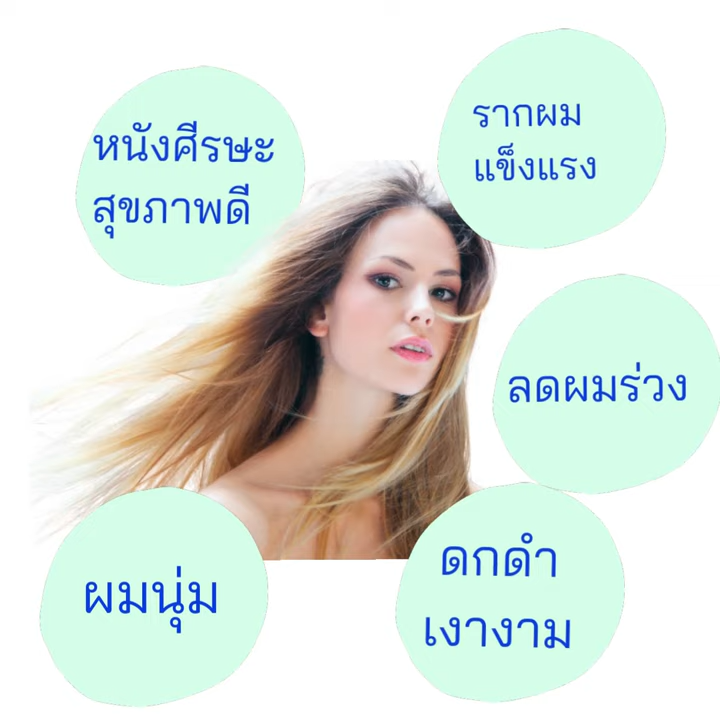 หนังศีรษะ
สุขภาพดี
รากผม
แข็งแรง
ลดผมร่วง
ผมนุ่ม
ดกดำ
เงางาม